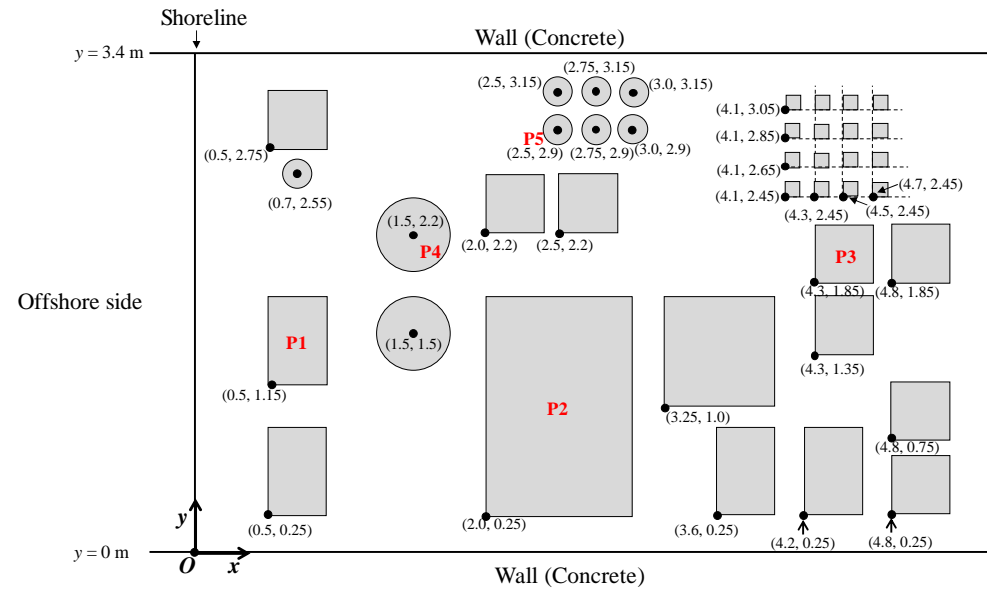 Shoreline
y = 3.4 m
Wall (Concrete)
(2.5, 3.15)
(2.75, 3.15)
(3.0, 3.15)
(4.1, 3.05)
(4.1, 2.85)
(0.5, 2.75)
P5
(2.5, 2.9)
(2.75, 2.9)
(3.0, 2.9)
(4.1, 2.65)
(4.7, 2.45)
(4.1, 2.45)
(0.7, 2.55)
(4.3, 2.45)
(4.5, 2.45)
(1.5, 2.2)
P4
(2.0, 2.2)
(2.5, 2.2)
P3
(4.3, 1.85)
(4.8, 1.85)
Offshore side
P1
(1.5, 1.5)
(4.3, 1.35)
(0.5, 1.15)
P2
(3.25, 1.0)
(4.8, 0.75)
y
(0.5, 0.25)
(2.0, 0.25)
(3.6, 0.25)
(4.2, 0.25)
(4.8, 0.25)
y = 0 m
O
x
Wall (Concrete)